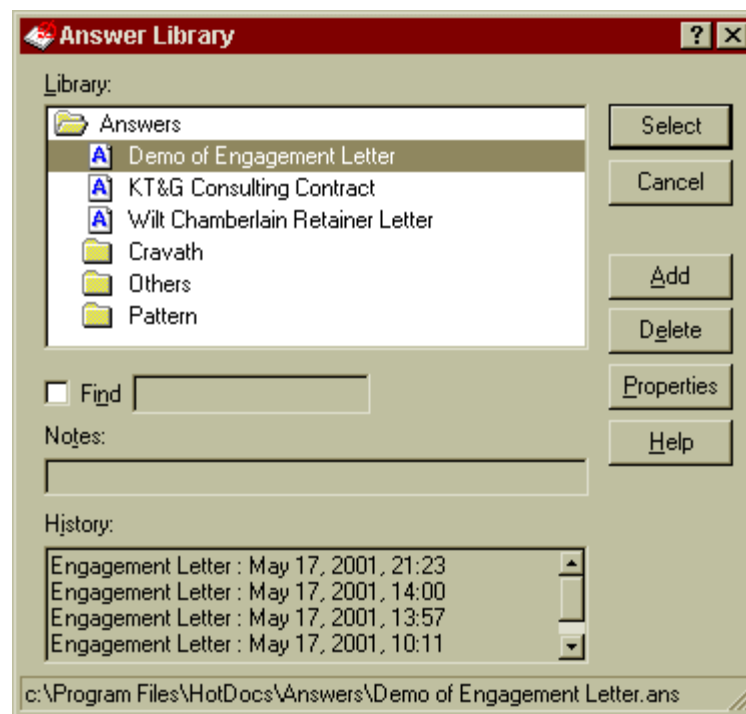 Answer Library
Library:
Answers
Demo of Engagement Letter
KT&G Consulting Contract
Wilt Chamberlain Retainer Letter
Cravath
Others
Pattern
Select
Cancel
Add
Delete
Properties
Help
Find
Notes:
History:
Engagement Letter : May 17, 2001, 21:23
Engagement Letter : May 17, 2001, 14:00
Engagement Letter : May 17, 2001, 13:57
Engagement Letter : May 17, 2001, 10:11
c:\Program Files\HotDocs\Answers\Demo of Engagement Letter.ans